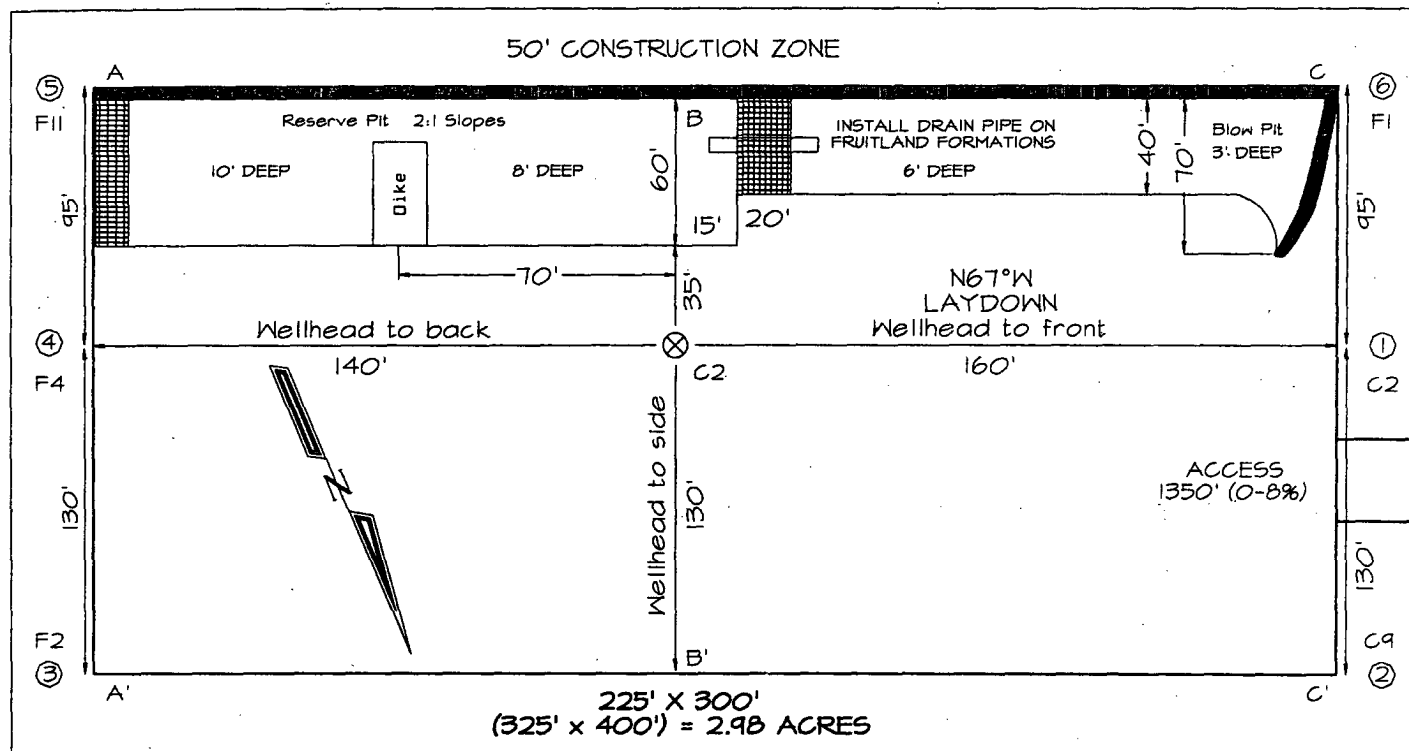 50' CONSTRUCTION ZONE
A
C
5
6
F11
F1
Reserve Pit 2:1 Slopes
B
INSTALL DRAIN PIPE ON
FRUITLAND FORMATIONS
Blow Pit
3' DEEP
10' DEEP
Dike
8' DEEP
60'
6' DEEP
40'
70'
95'
95'
15'
20'
70'
35'
N67°W
LAYDOWN
Wellhead to back
Wellhead to front
4
1
140'
C2
160'
F4
C2
N
Wellhead to side
130'
130'
130'
ACCESS
1350' (0-8%)
F2
C9
3
2
A'
B'
C'
225' X 300'
(325' x 400') = 2.98 ACRES